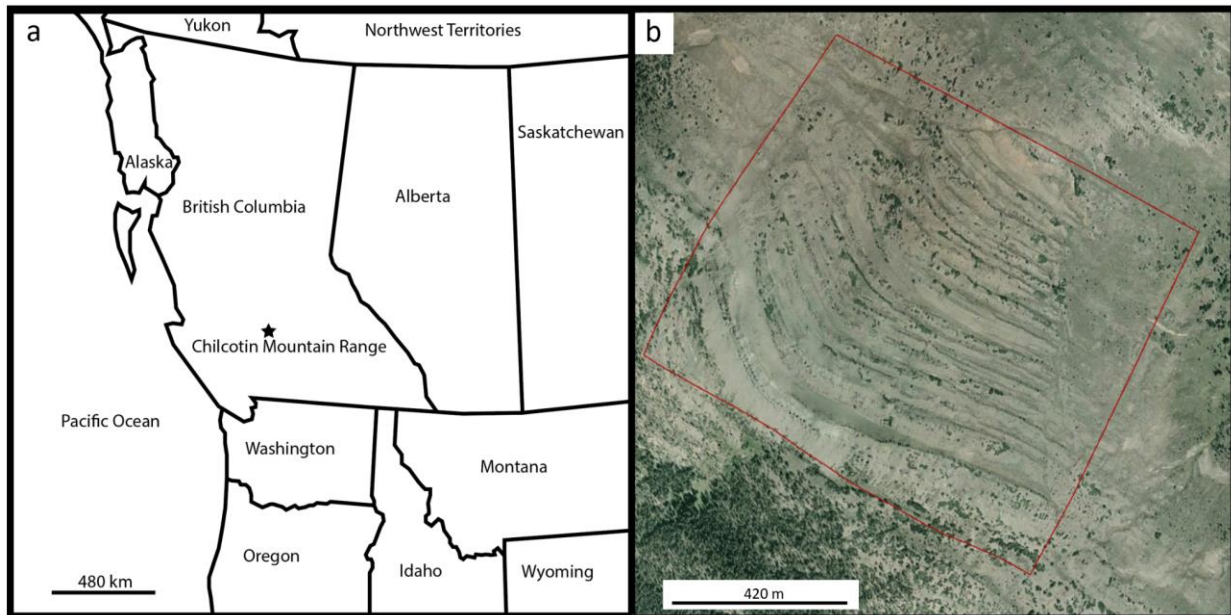 a
Yukon
Northwest Territories
Saskatchewan
Alaska
Alberta
British Columbia
Chilcotin Mountain Range
Pacific Ocean
Washington
Montana
Oregon
Idaho
Wyoming
480 km
b
420 m